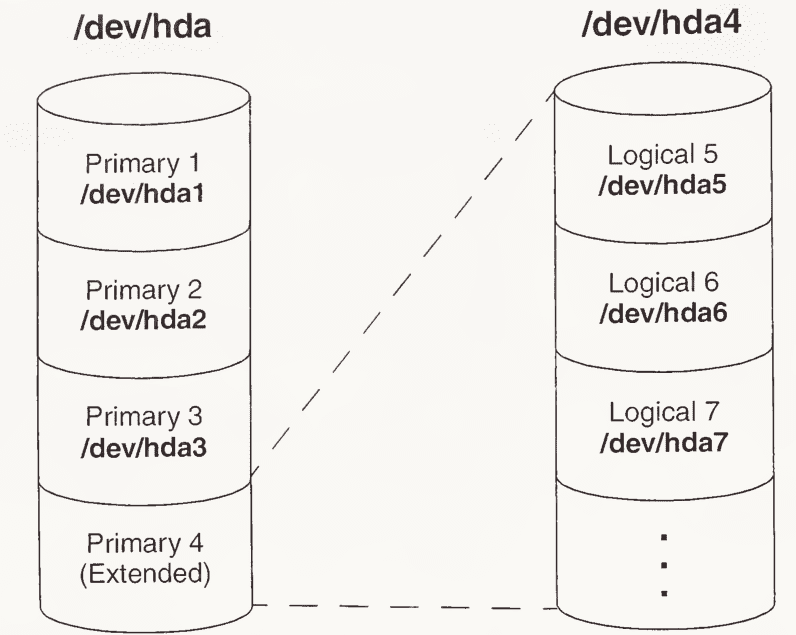 /dev/hda
Primary 1
/dev/hda1
Primary 2
/dev/hda2
Primary 3
/dev/hda3
Primary 4
(Extended)
/dev/hda4
Logical 5
/dev/hda5
Logical 6
/dev/hda6
Logical 7
/dev/hda7